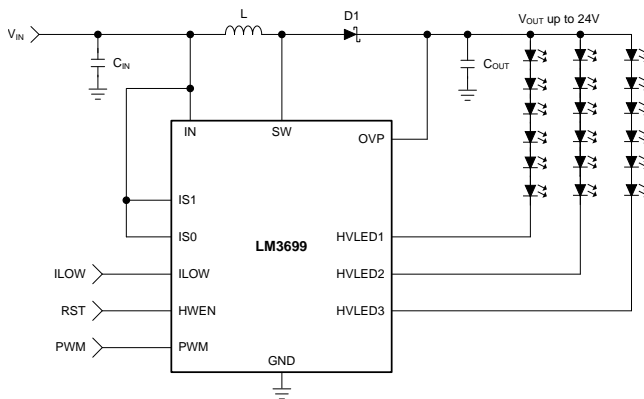 L
D1
VOUT up to 24V
VIN
CIN
COUT
IN
SW
OVP
IS1
IS0
LM3699
HVLED1
ILOW
ILOW
HVLED2
RST
HWEN
HVLED3
PWM
PWM
GND